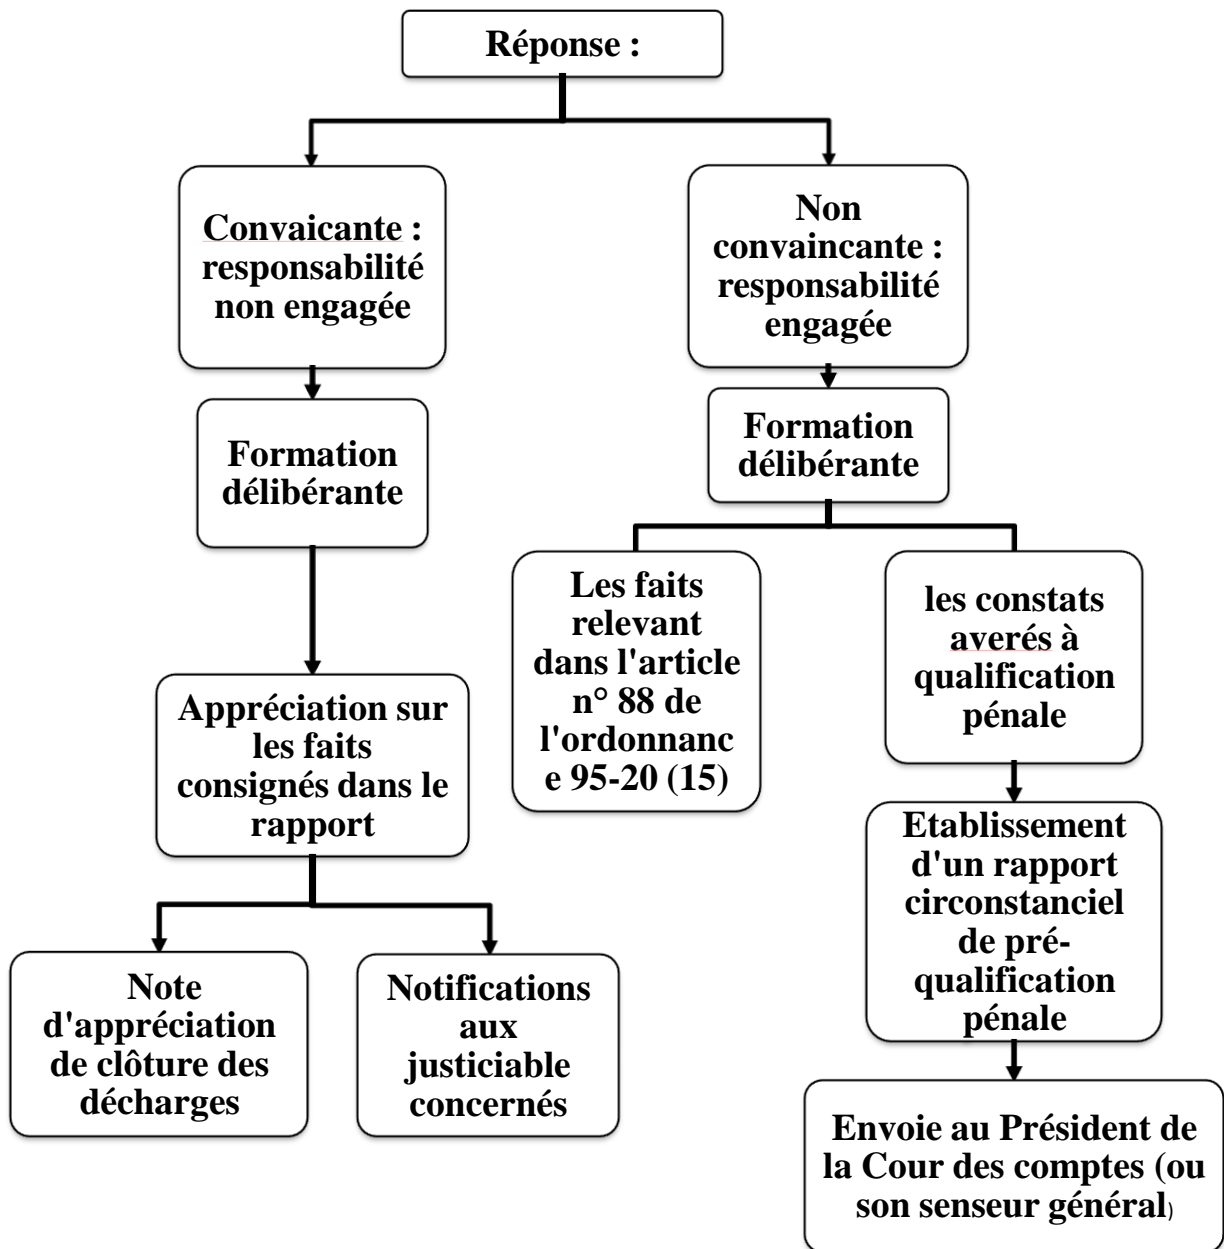 Réponse :
Convaicante :
responsabilité
non engagée
Non
convaincante :
responsabilité
engagée
Formation
délibérante
Formation
délibérante
Les faits
relevant
dans l'article
n° 88 de
l'ordonnanc
e 95-20 (15)
les constats
averés à
qualification
pénale
Appréciation sur
les faits
consignés dans le
rapport
Etablissement
d'un rapport
circonstanciel
de pré-
qualification
pénale
Note
d'appréciation
de clôture des
décharges
Notifications
aux
justiciable
concernés
Envoie au Président de
la Cour des comptes (ou
son senseur général)